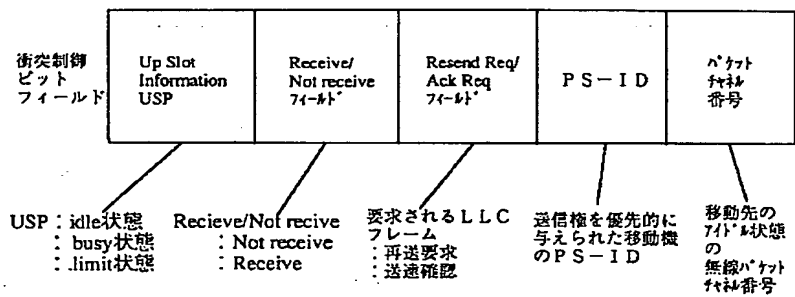 衝突制御
ビット
フィールド
Up Slot
Information
USP
Receive/
Not receive
フィールド
Resend Req/
Ack Req
フィールド
PS-ID
パケット
チャネル
番号
USP:idle状態
:busy状態
:limit状態
Recieve/Not recive
:Not receive
:Receive
要求されるLLC
フレーム
:再送要求
:送達確認
送信権を優先的に
与えられた移動機
のPS-ID
移動先の
アイドル状態
の
無線パケット
チャネル番号